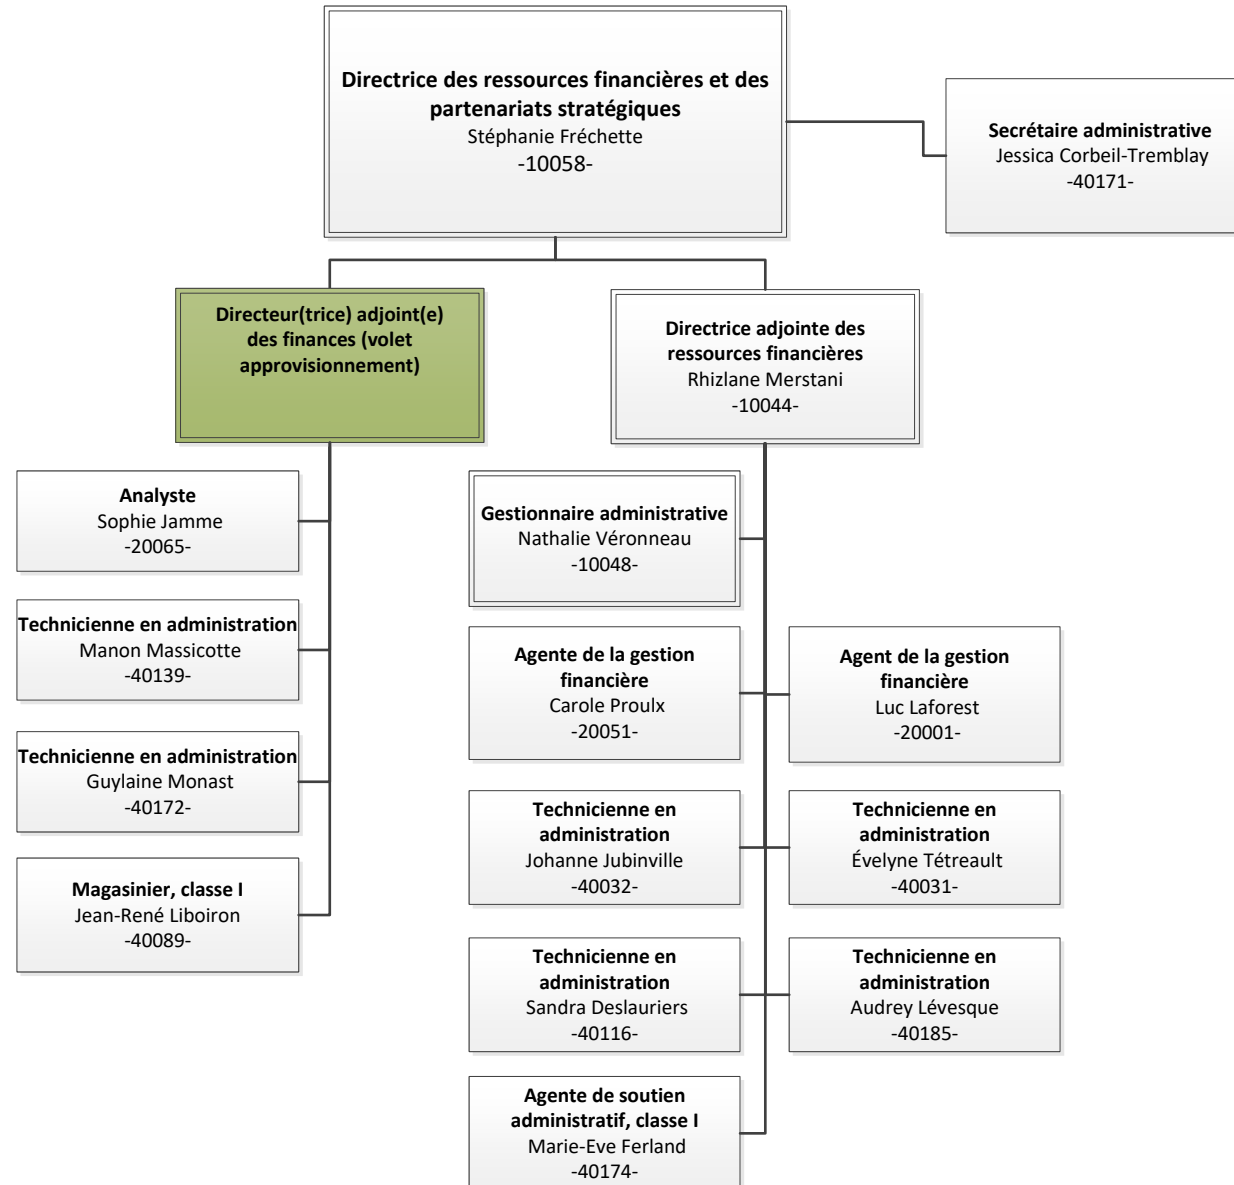 Directrice des ressources financières et des
partenariats stratégiques
Stéphanie Fréchette
-10058-
Secrétaire administrative
Jessica Corbeil-Tremblay
-40171-
Directeur(trice) adjoint(e)
des finances (volet
approvisionnement)
Directrice adjointe des
ressources financières
Rhizlane Merstani
-10044-
Analyste
Sophie Jamme
-20065-
Technicienne en administration
Manon Massicotte
-40139-
Technicienne en administration
Guylaine Monast
-40172-
Magasinier, classe I
Jean-René Liboiron
-40089-
Gestionnaire administrative
Nathalie Véronneau
-10048-
Agente de la gestion
financière
Carole Proulx
-20051-
Agent de la gestion
financière
Luc Laforest
-20001-
Technicienne en
administration
Johanne Jubinville
-40032-
Technicienne en
administration
Évelyne Tétreault
-40031-
Technicienne en
administration
Sandra Deslauriers
-40116-
Technicienne en
administration
Audrey Lévesque
-40185-
Agente de soutien
administratif, classe I
Marie-Eve Ferland
-40174-